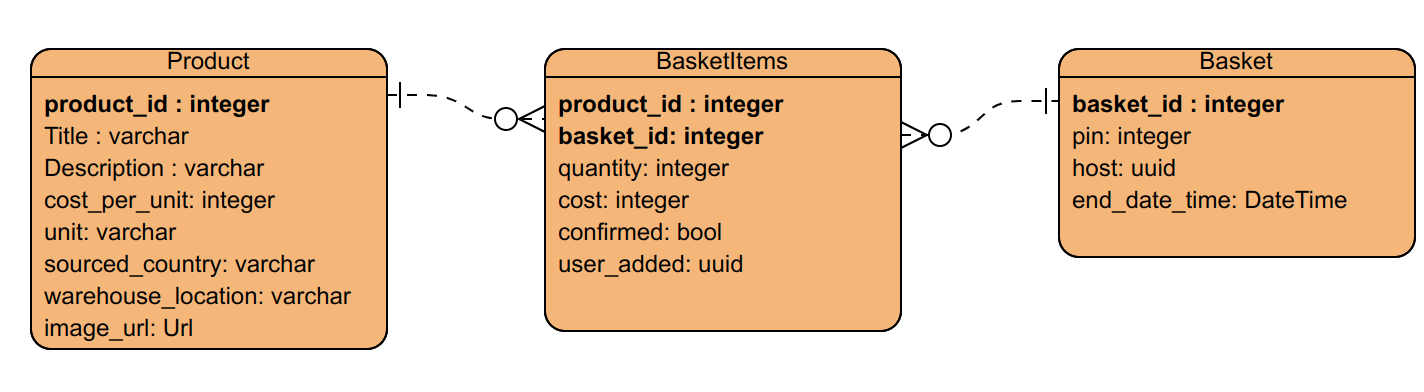 Product
product_id : integer
Title : varchar
Description : varchar
cost_per_unit: integer
unit: varchar
sourced_country: varchar
warehouse_location: varchar
image_url: Url
BasketItems
product_id : integer
basket_id: integer
quantity: integer
cost: integer
confirmed: bool
user_added: uuid
Basket
basket_id : integer
pin: integer
host: uuid
end_date_time: DateTime